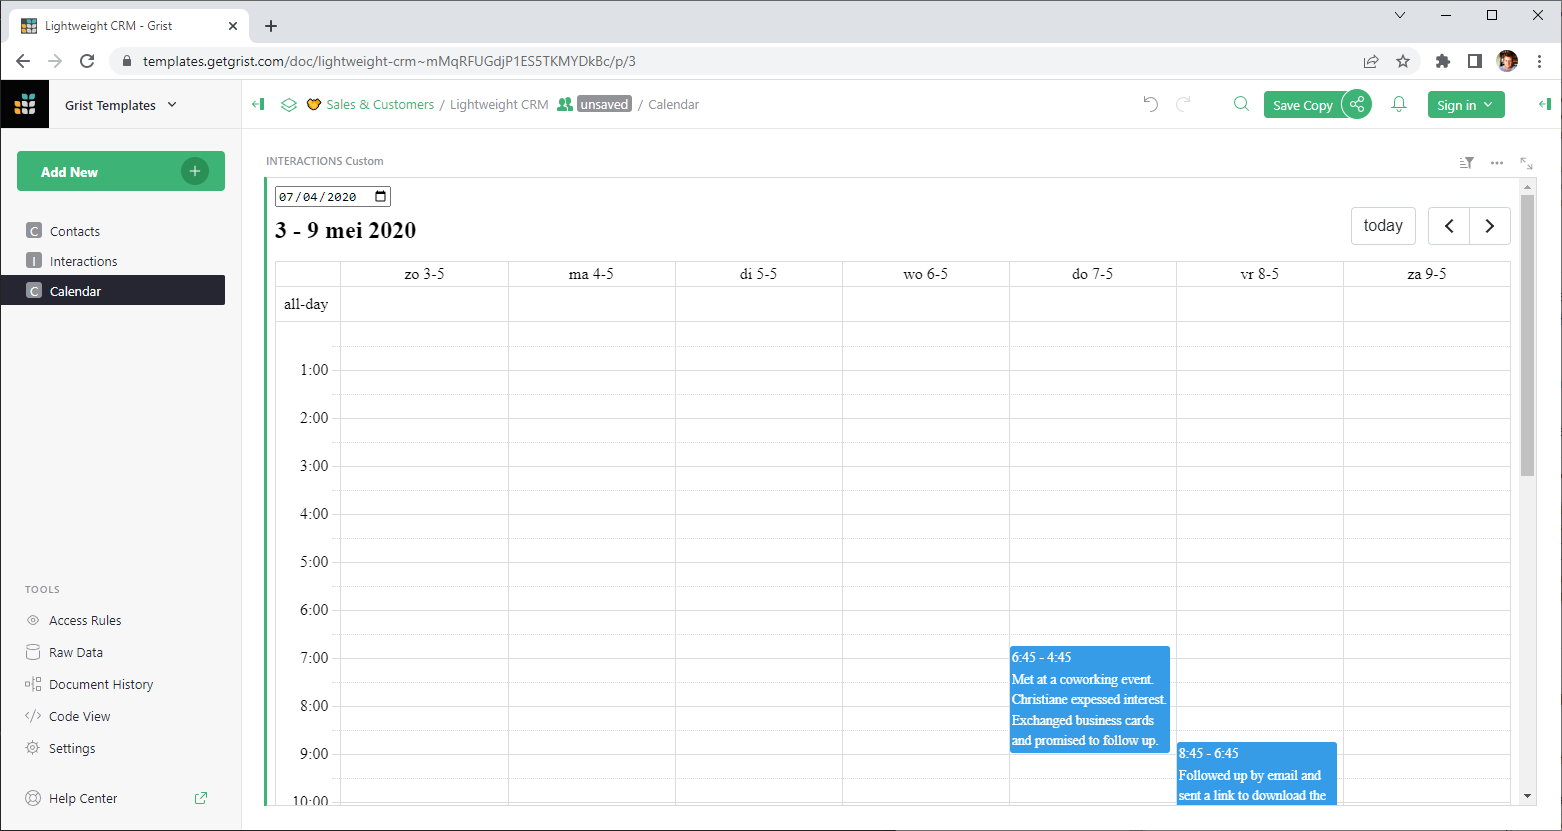 Lightweight CRM - Grist
templates.getgrist.com/doc/lightweight-crm~mMqRFUGdjP1ES5TKMYDkBc/p/3
Grist Templates
Sales & Customers / Lightweight CRM unsaved / Calendar
Save Copy
Sign in
Add New
Contacts
Interactions
Calendar
TOOLS
Access Rules
Raw Data
Document History
Code View
Settings
Help Center
INTERACTIONS Custom
07/04/2020
3 - 9 mei 2020
today
zo 3-5 ma 4-5 di 5-5 wo 6-5 do 7-5 vr 8-5 za 9-5
all-day
1:00
2:00
3:00
4:00
5:00
6:00
7:00
8:00
9:00
10:00
6:45 - 4:45
Met at a coworking event.
Christiane expessed interest.
Exchanged business cards
and promised to follow up.
8:45 - 6:45
Followed up by email and
sent a link to download the